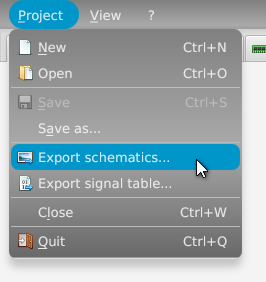 Project View ?
New Ctrl+N
Open Ctrl+O
Save Ctrl+S
Save as...
Export schematics...
Export signal table...
Close Ctrl+W
Quit Ctrl+Q